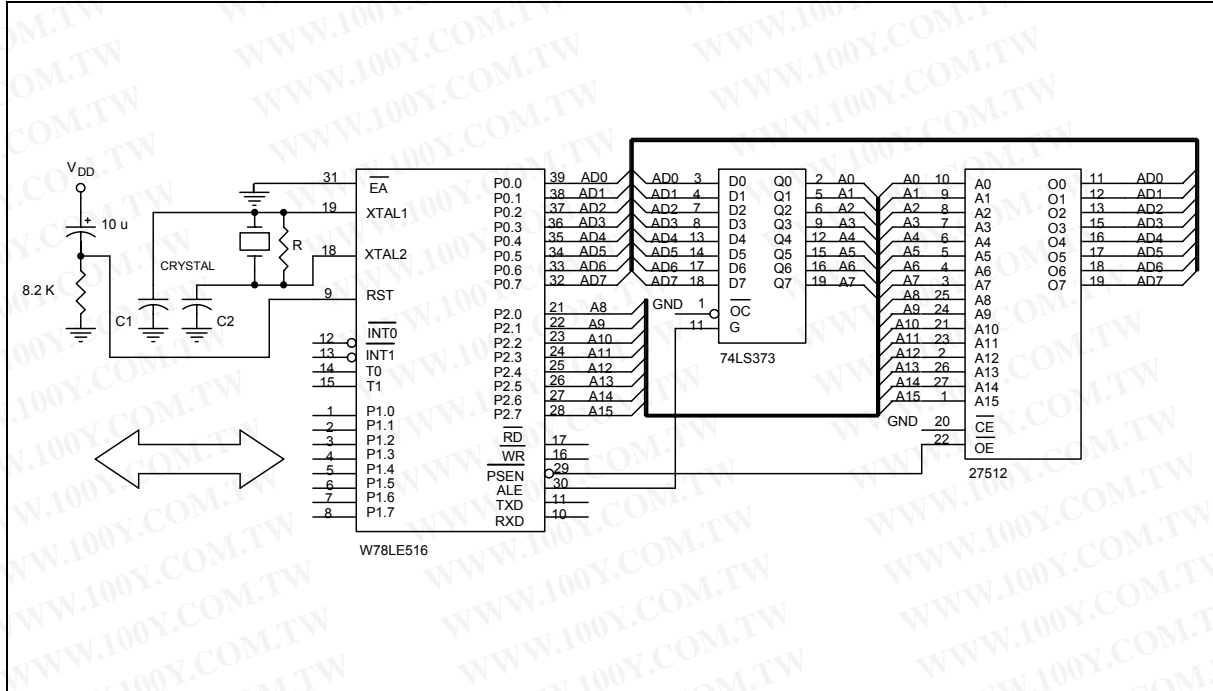 V DD
10 u
8.2 K
C1
C2
CRYSTAL
R
31 EA
19 XTAL1
18 XTAL2
9 RST
12 INT0
13 INT1
14 T0
15 T1
1 P1.0
2 P1.1
3 P1.2
4 P1.3
5 P1.4
6 P1.5
7 P1.6
8 P1.7
P0.0 39 AD0
P0.1 38 AD1
P0.2 37 AD2
P0.3 36 AD3
P0.4 35 AD4
P0.5 34 AD5
P0.6 33 AD6
P0.7 32 AD7
P2.0 21 A8
P2.1 22 A9
P2.2 23 A10
P2.3 24 A11
P2.4 25 A12
P2.5 26 A13
P2.6 27 A14
P2.7 28 A15
RD 17
WR 16
PSEN 29
ALE 30
TXD 11
RXD 10
W78LE516
AD0 3 D0 Q0 2 A0
AD1 4 D1 Q1 5 A1
AD2 7 D2 Q2 6 A2
AD3 8 D3 Q3 9 A3
AD4 13 D4 Q4 12 A4
AD5 14 D5 Q5 15 A5
AD6 17 D6 Q6 16 A6
AD7 18 D7 Q7 19 A7
GND 1 OC
11 G
74LS373
A0 10 A0 O0 11 AD0
A1 9 A1 O1 12 AD1
A2 8 A2 O2 13 AD2
A3 7 A3 O3 15 AD3
A4 6 A4 O4 16 AD4
A5 5 A5 O5 17 AD5
A6 4 A6 O6 18 AD6
A7 3 A7 O7 19 AD7
A8 25 A8
A9 24 A9
A10 21 A10
A11 23 A11
A12 2 A12
A13 26 A13
A14 27 A14
A15 1 A15
GND 20 CE
22 OE
27512
WWW.100Y.COM.TW